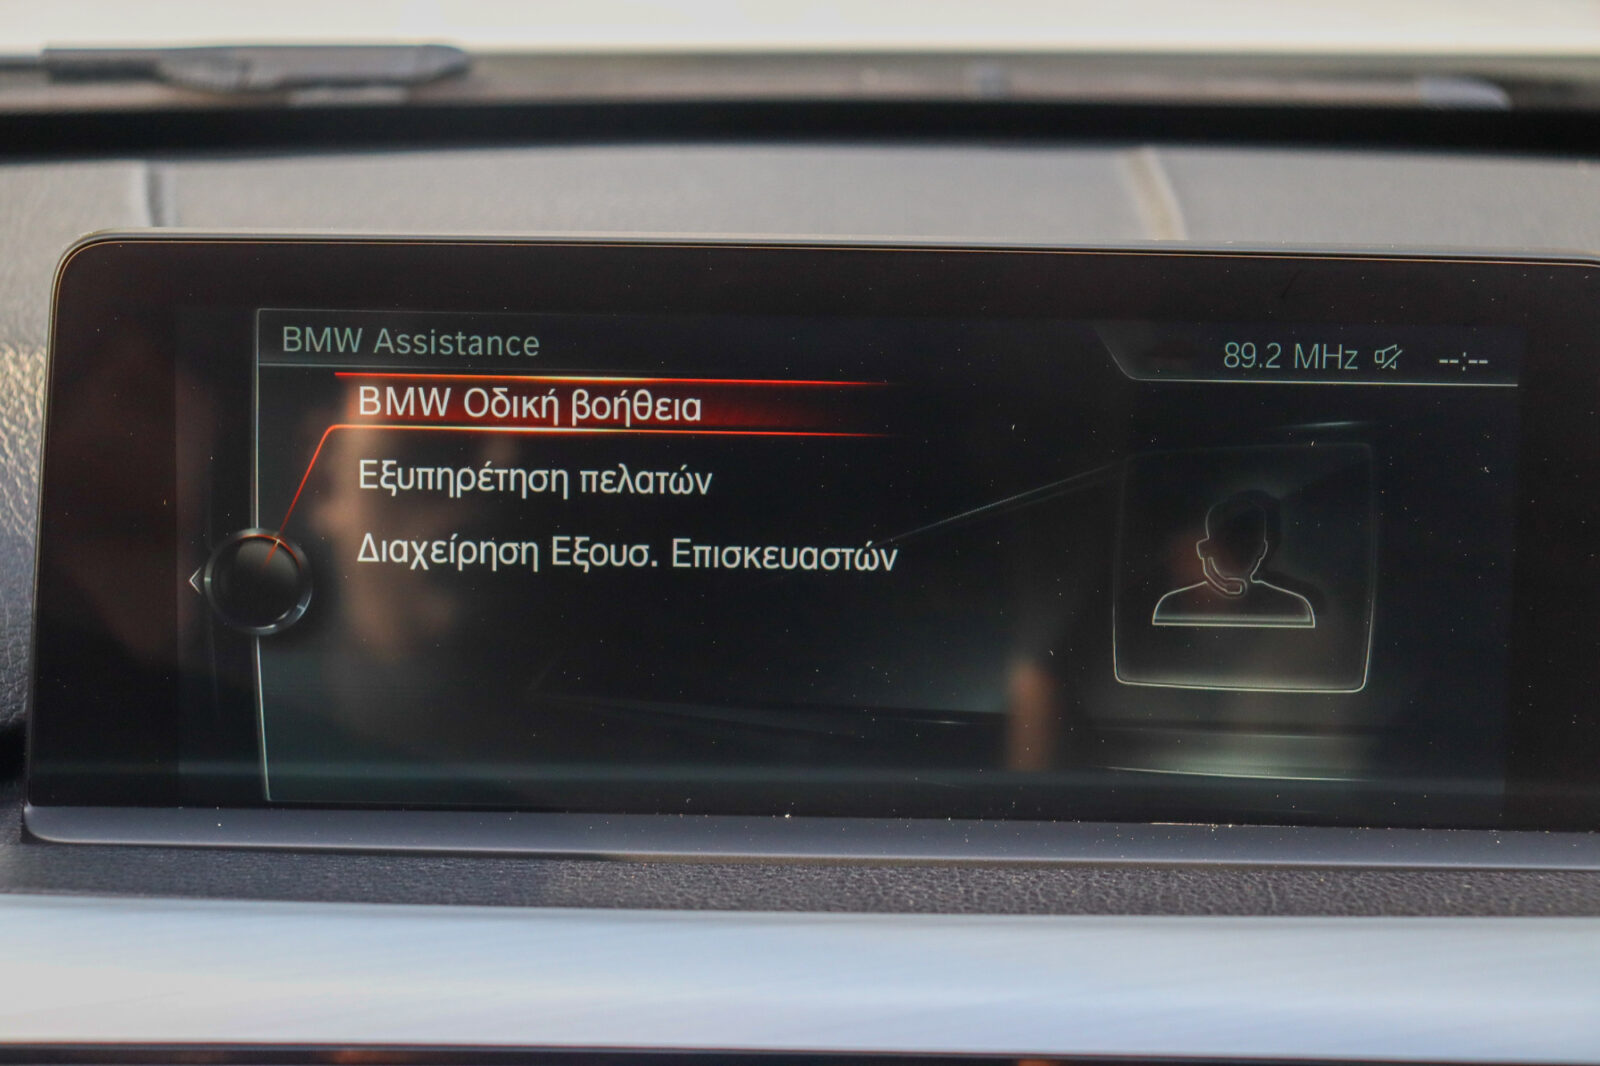 BMW Assistance
89.2 MHz --:--
BMW Οδική βοήθεια
Εξυπηρέτηση πελατών
Διαχείρηση Εξουσ. Επισκευαστών